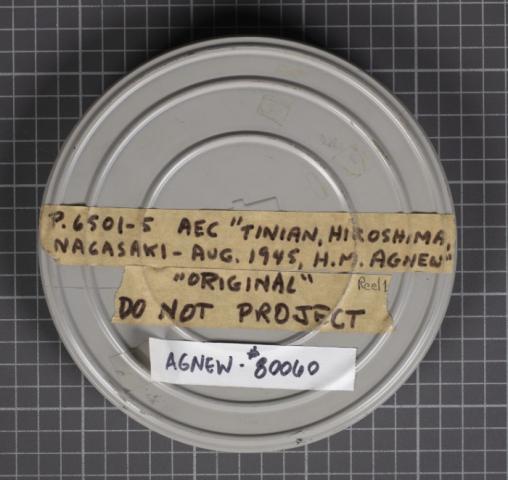 P.6501-5 AEC "TINIAN, HIROSHIMA,
NAGASAKI - AUG. 1945, H.M. AGNEW"
"ORIGINAL" Reel 1
DO NOT PROJECT
AGNEW - #80060